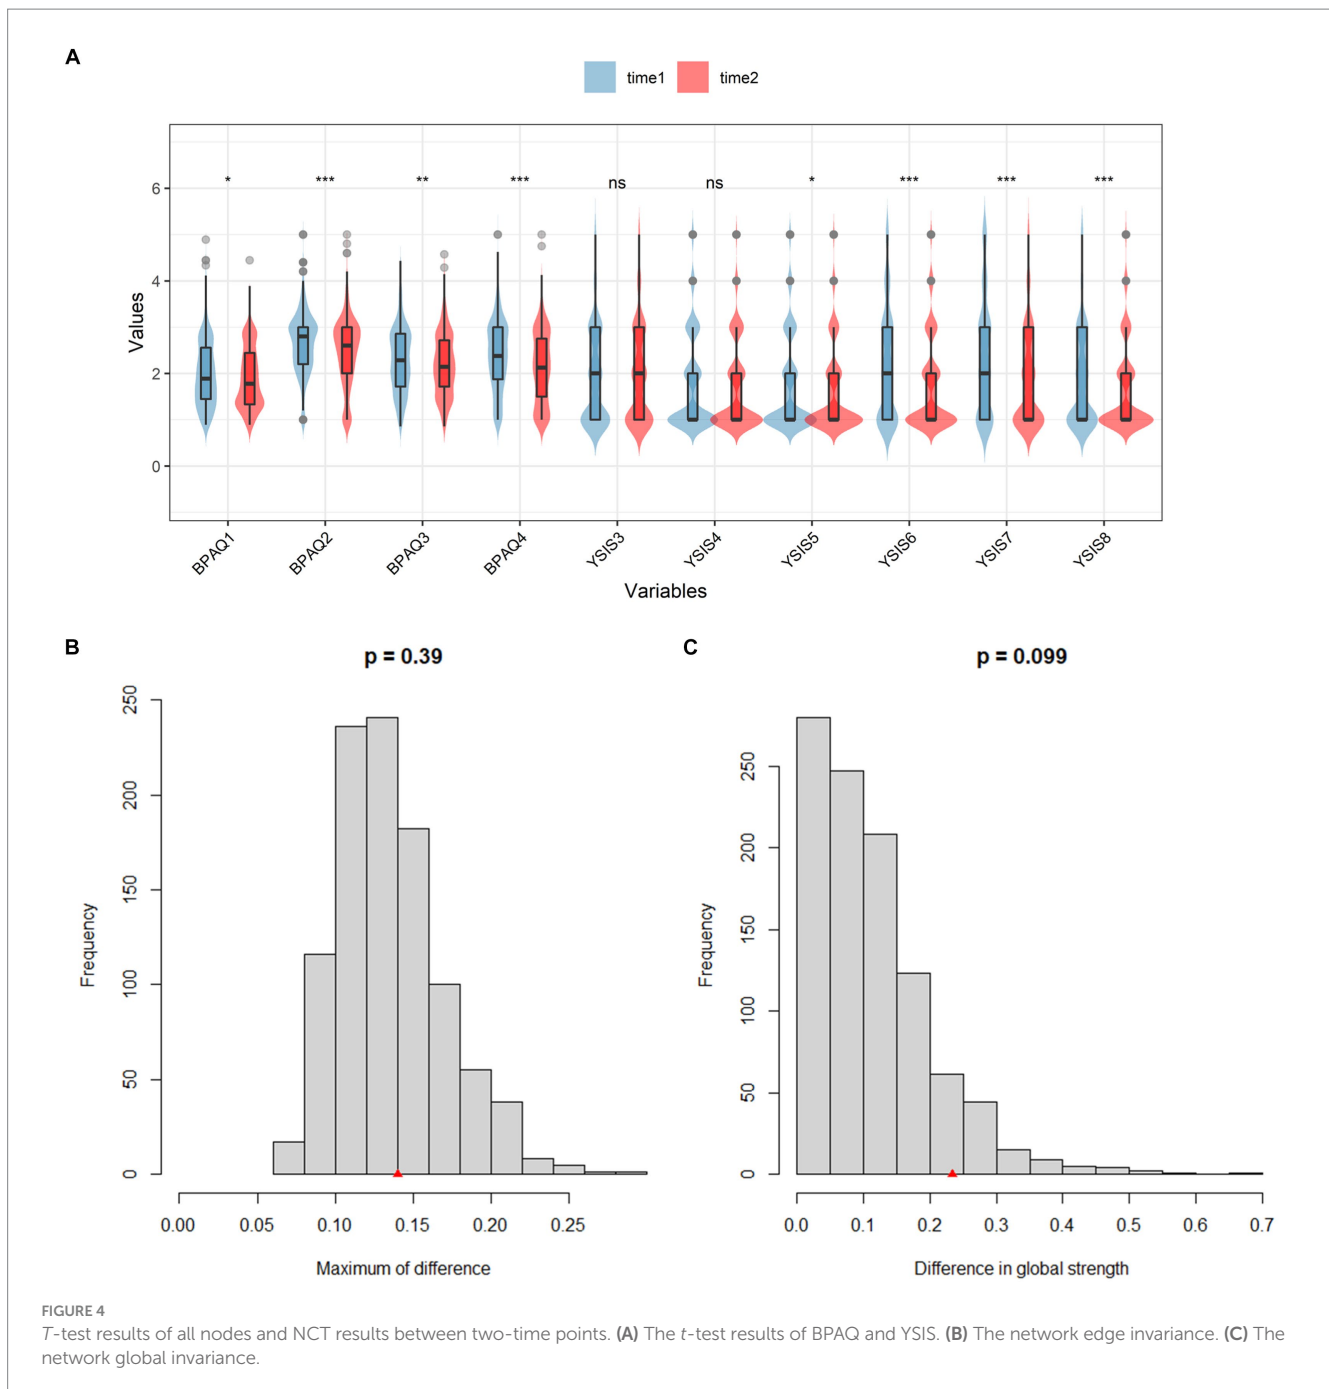 A
time1 time2
* *** ** *** ns ns * *** *** ***
6
4
2
0
Values
BPAQ1 BPAQ2 BPAQ3 BPAQ4 YSIS3 YSIS4 YSIS5 YSIS6 YSIS7 YSIS8
Variables
B
p = 0.39
250
200
150
100
50
0
Frequency
0.00 0.05 0.10 0.15 0.20 0.25
Maximum of difference
C
p = 0.099
250
200
150
100
50
0
Frequency
0.0 0.1 0.2 0.3 0.4 0.5 0.6 0.7
Difference in global strength
FIGURE 4
T-test results of all nodes and NCT results between two-time points. (A) The t-test results of BPAQ and YSIS. (B) The network edge invariance. (C) The
network global invariance.